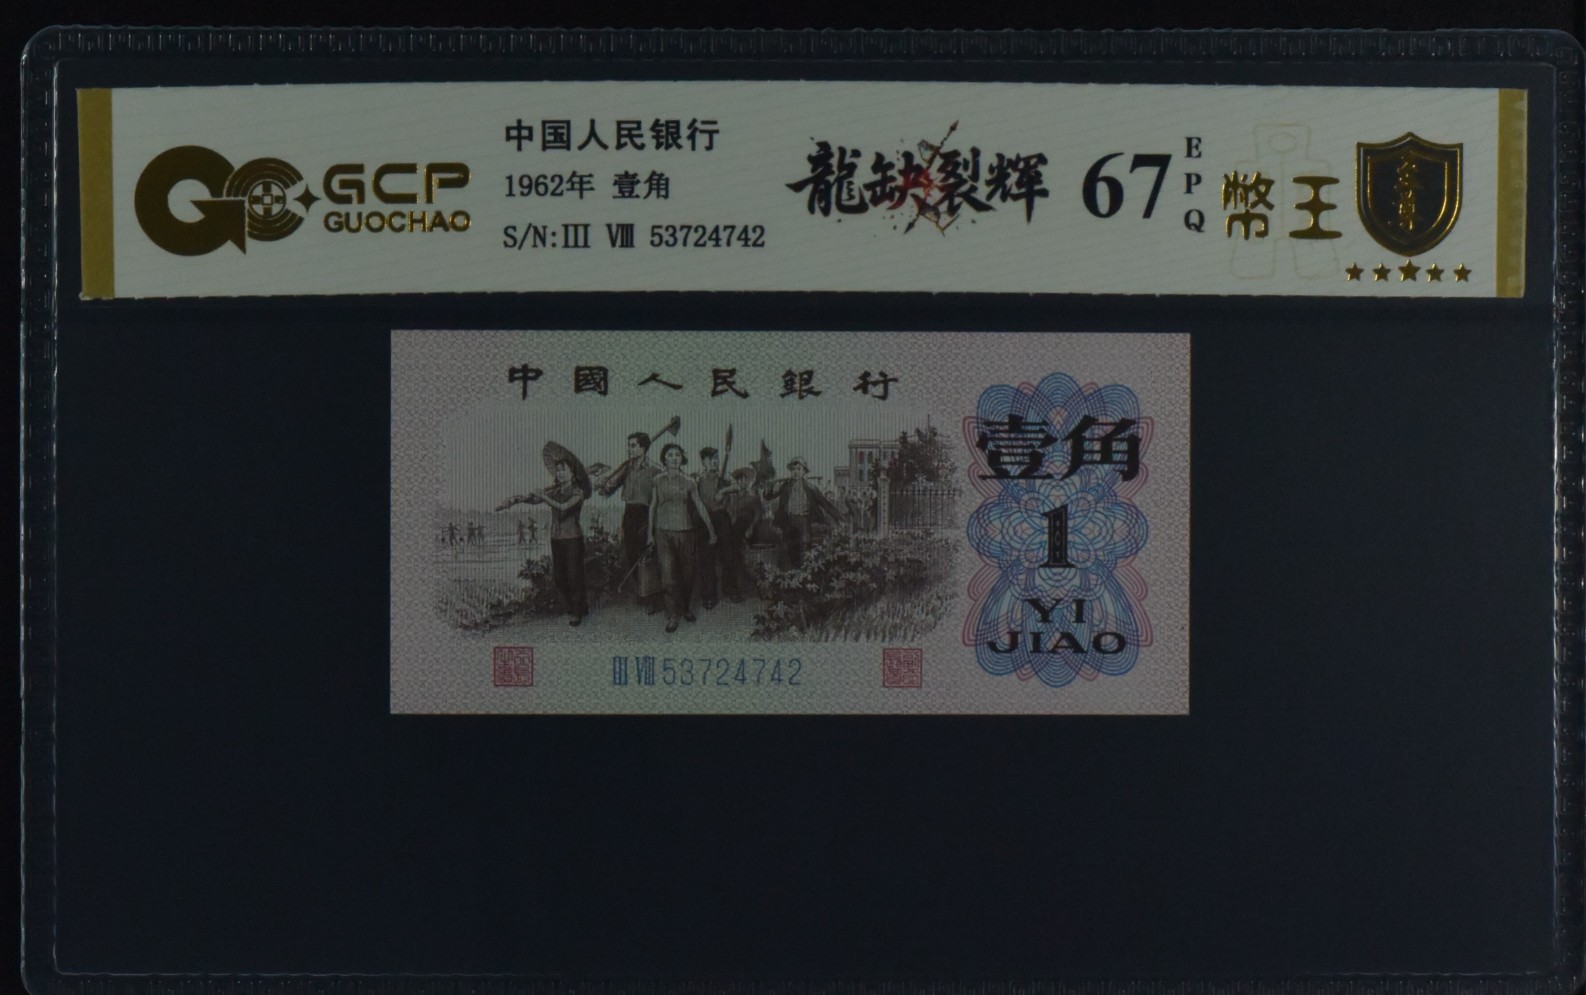 GCP
GUOCHAO
中国人民银行
1962年 壹角
S/N:III VIII 53724742
龍缺裂辉
67
EPQ
幣王
中國人民銀行
壹角
1
YI
JIAO
III VIII 53724742